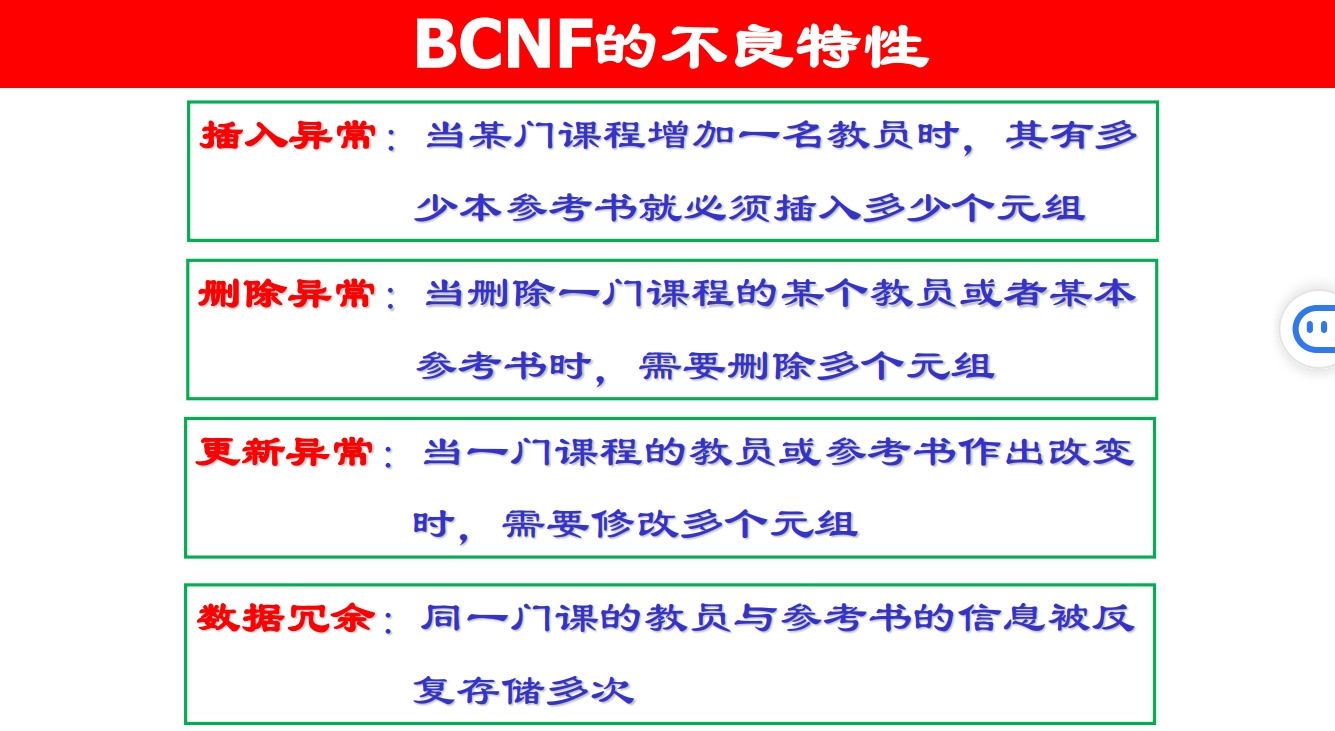 BCNF的不良特性
插入异常：当某门课程增加一名教员时，其有多
少本参考书就必须插入多少个元组
删除异常：当删除一门课程的某个教员或者某本
参考书时，需要删除多个元组
更新异常：当一门课程的教员或参考书作出改变
时，需要修改多个元组
数据冗余：同一门课的教员与参考书的信息被反
复存储多次